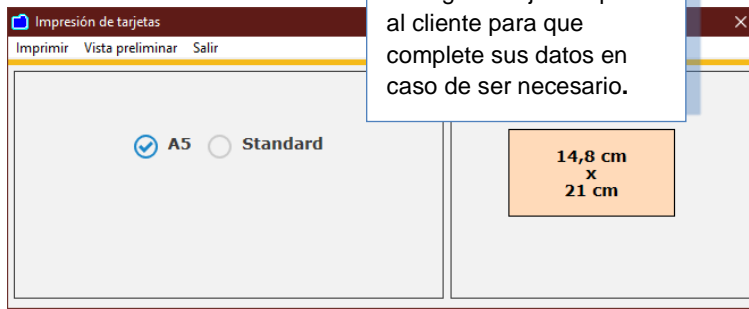 Impresión de tarjetas
al cliente para que
complete sus datos en
caso de ser necesario.
Imprimir Vista preliminar Salir
A5 Standard
14,8 cm
x
21 cm